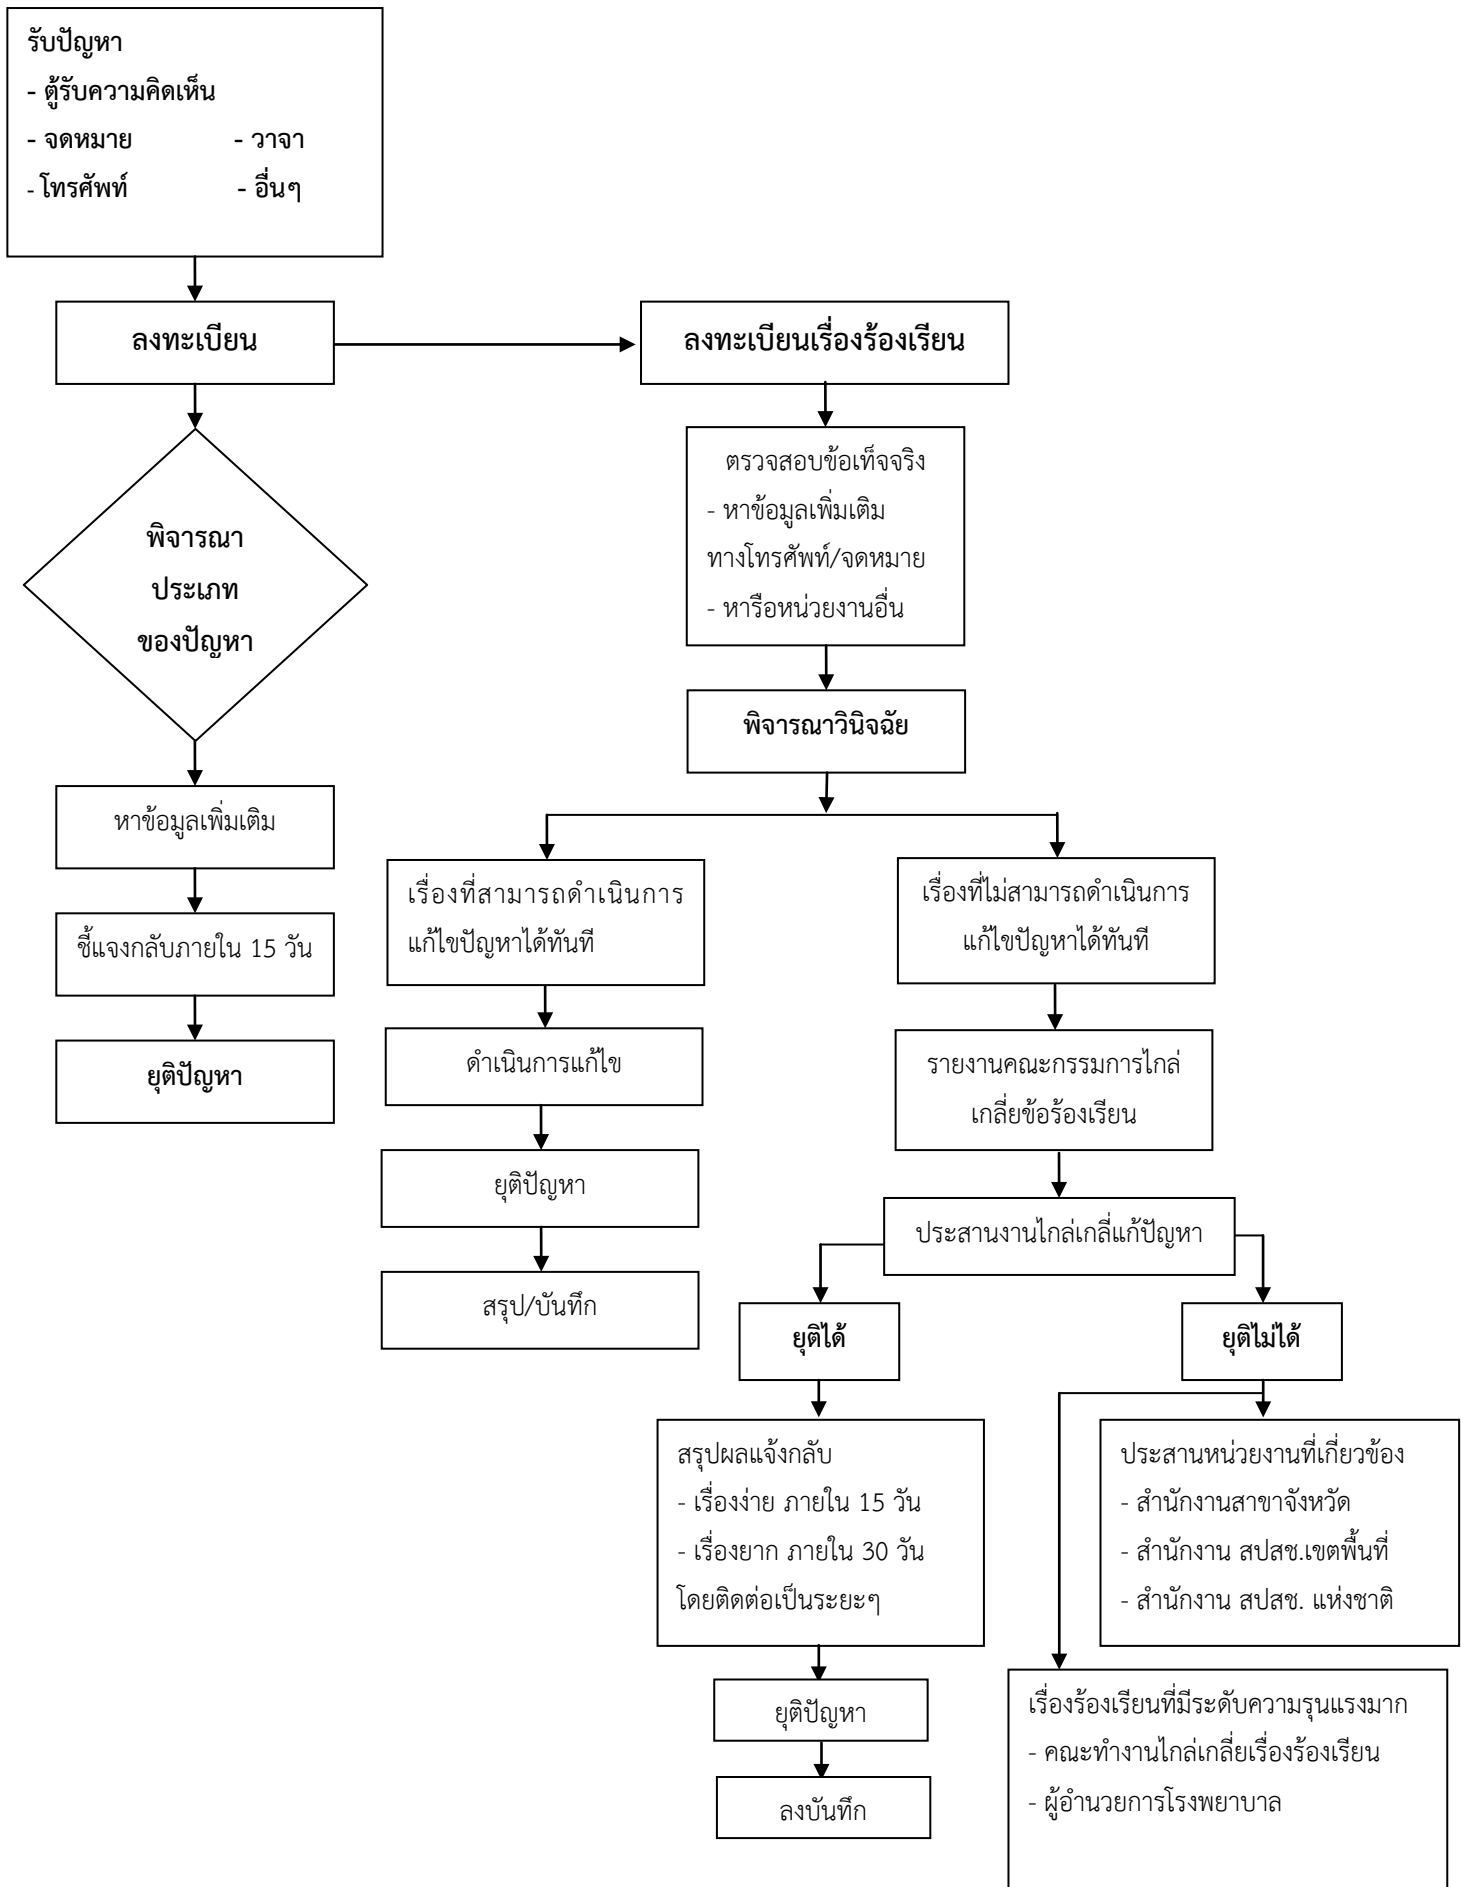 รับปัญหา
- ตู้รับความคิดเห็น
- จดหมาย - วาจา
- โทรศัพท์ - อื่นๆ
ลงทะเบียน
ลงทะเบียนเรื่องร้องเรียน
พิจารณา
ประเภท
ของปัญหา
ตรวจสอบข้อเท็จจริง
- หาข้อมูลเพิ่มเติม
ทางโทรศัพท์/จดหมาย
- หารือหน่วยงานอื่น
พิจารณาวินิจฉัย
หาข้อมูลเพิ่มเติม
ชี้แจงกลับภายใน 15 วัน
ยุติปัญหา
เรื่องที่สามารถดำเนินการ
แก้ไขปัญหาได้ทันที
ดำเนินการแก้ไข
ยุติปัญหา
สรุป/บันทึก
เรื่องที่ไม่สามารถดำเนินการ
แก้ไขปัญหาได้ทันที
รายงานคณะกรรมการไกล่
เกลี่ยข้อร้องเรียน
ประสานงานไกล่เกลี่แก้ปัญหา
ยุติได้
ยุติไม่ได้
สรุปผลแจ้งกลับ
- เรื่องง่าย ภายใน 15 วัน
- เรื่องยาก ภายใน 30 วัน
โดยติดต่อเป็นระยะๆ
ยุติปัญหา
ลงบันทึก
ประสานหน่วยงานที่เกี่ยวข้อง
- สำนักงานสาขาจังหวัด
- สำนักงาน สปสช.เขตพื้นที่
- สำนักงาน สปสช. แห่งชาติ
เรื่องร้องเรียนที่มีระดับความรุนแรงมาก
- คณะทำงานไกล่เกลี่ยเรื่องร้องเรียน
- ผู้อำนวยการโรงพยาบาล